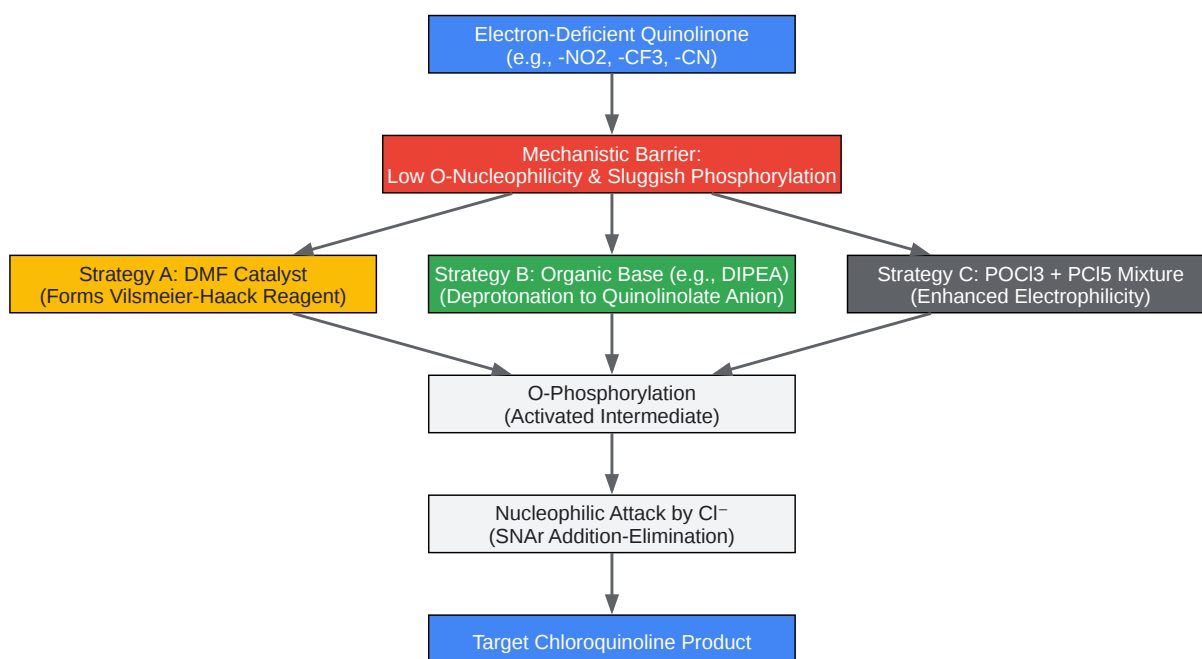 Electron-Deficient Quinolinone
(e.g., -NO2, -CF3, -CN)
Mechanistic Barrier:
Low O-Nucleophilicity & Sluggish Phosphorylation
Strategy A: DMF Catalyst
(Forms Vilsmeier-Haack Reagent)
Strategy B: Organic Base (e.g., DIPEA)
(Deprotonation to Quinolinolate Anion)
Strategy C: POCl3 + PCl5 Mixture
(Enhanced Electrophilicity)
O-Phosphorylation
(Activated Intermediate)
Nucleophilic Attack by Cl⁻
(SNAr Addition-Elimination)
Target Chloroquinoline Product